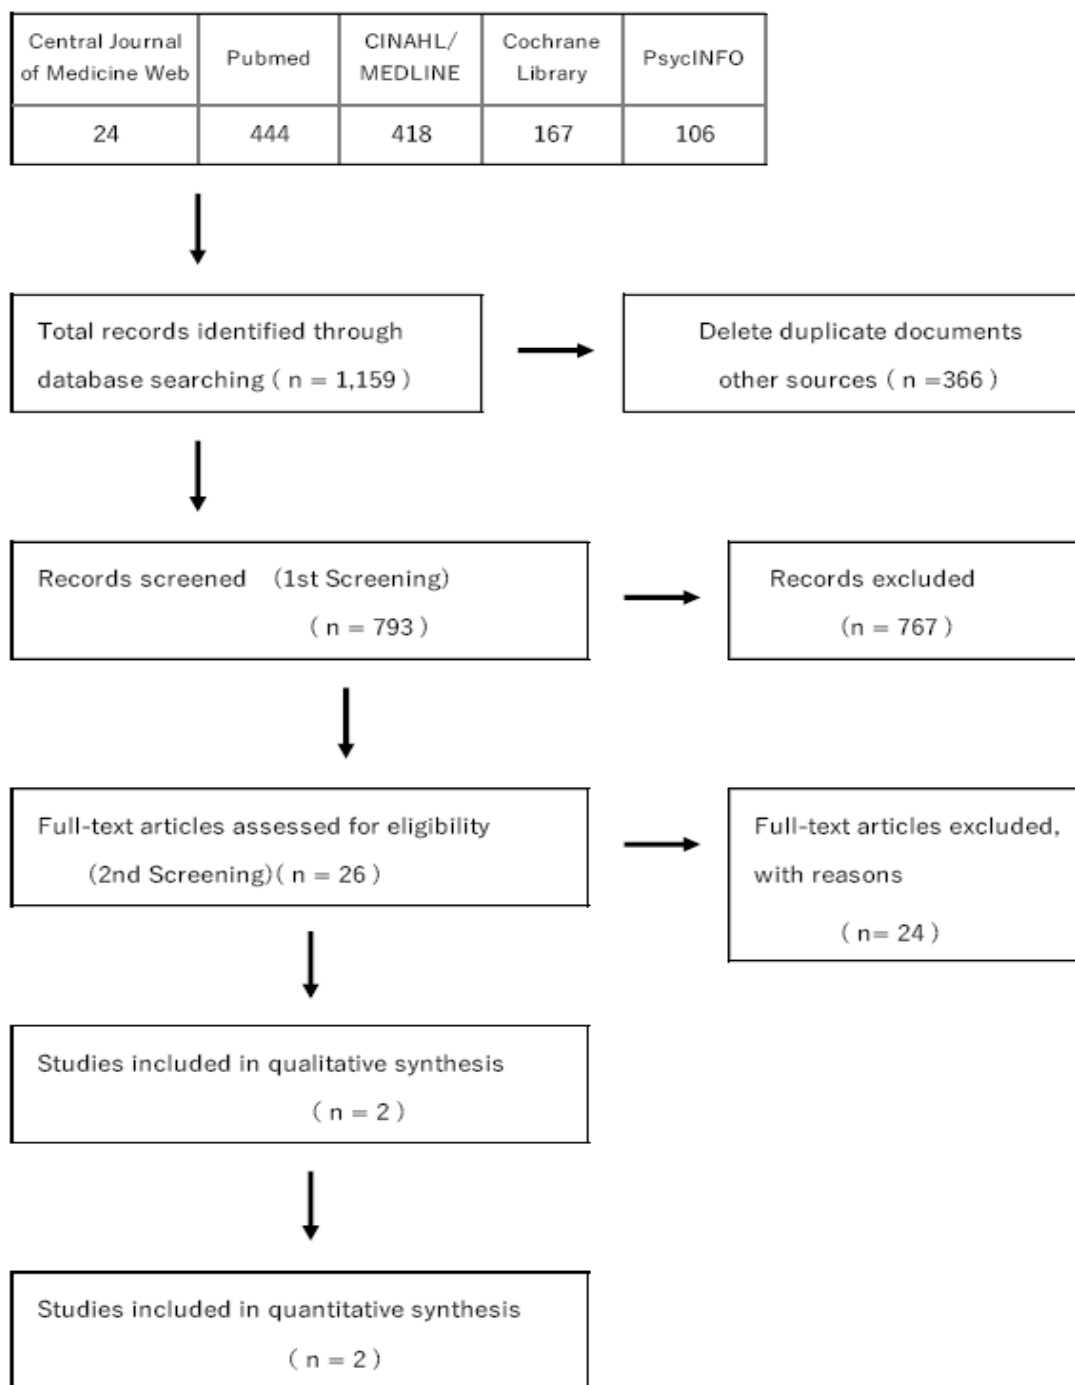 Central Journal
of Medicine Web
Pubmed
CINAHL/
MEDLINE
Cochrane
Library
PsycINFO
24
444
418
167
106
Total records identified through
database searching ( n = 1,159 )
Delete duplicate documents
other sources ( n =366 )
Records screened (1st Screening)
( n = 793 )
Records excluded
(n = 767 )
Full-text articles assessed for eligibility
(2nd Screening)( n = 26 )
Full-text articles excluded,
with reasons
( n= 24 )
Studies included in qualitative synthesis
( n = 2 )
Studies included in quantitative synthesis
( n = 2 )